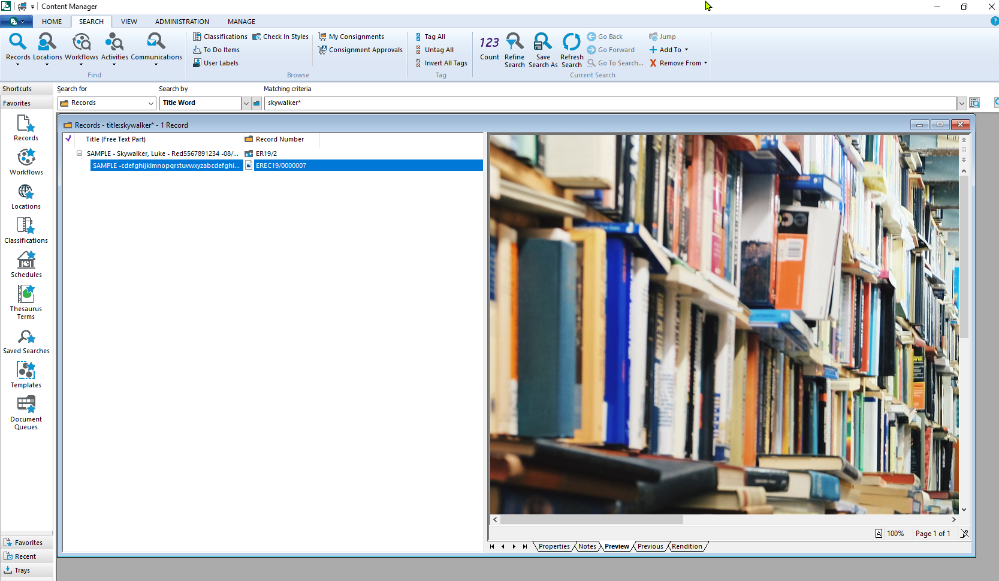 Content Manager
HOME
SEARCH
VIEW
ADMINISTRATION
MANAGE
Records
Locations
Workflows
Activities
Communications
Find
Classifications
Check In Styles
To Do Items
User Labels
My Consignments
Consignment Approvals
Browse
Tag All
Untag All
Invert All Tags
Tag
123
Count
Refine
Search
Save
Search As
Refresh
Search
Go Back
Go Forward
Go To Search...
Jump
Add To
Remove From
Current Search
Shortcuts
Search for
Search by
Matching criteria
Favorites
Records
Title Word
skywalker*
Records
Workflows
Locations
Classifications
Schedules
Thesaurus
Terms
Saved Searches
Templates
Document
Queues
Favorites
Recent
Trays
Records - title:skywalker* - 1 Record
Title (Free Text Part)
Record Number
SAMPLE - Skywalker, Luke - Red5567891234 -08/...
ER19/2
SAMPLE -cdefghijklmnopqrstuvwxyzabcdefghi...
EREC19/0000007
A
100%
Page 1 of 1
Properties
Notes
Preview
Previous
Rendition